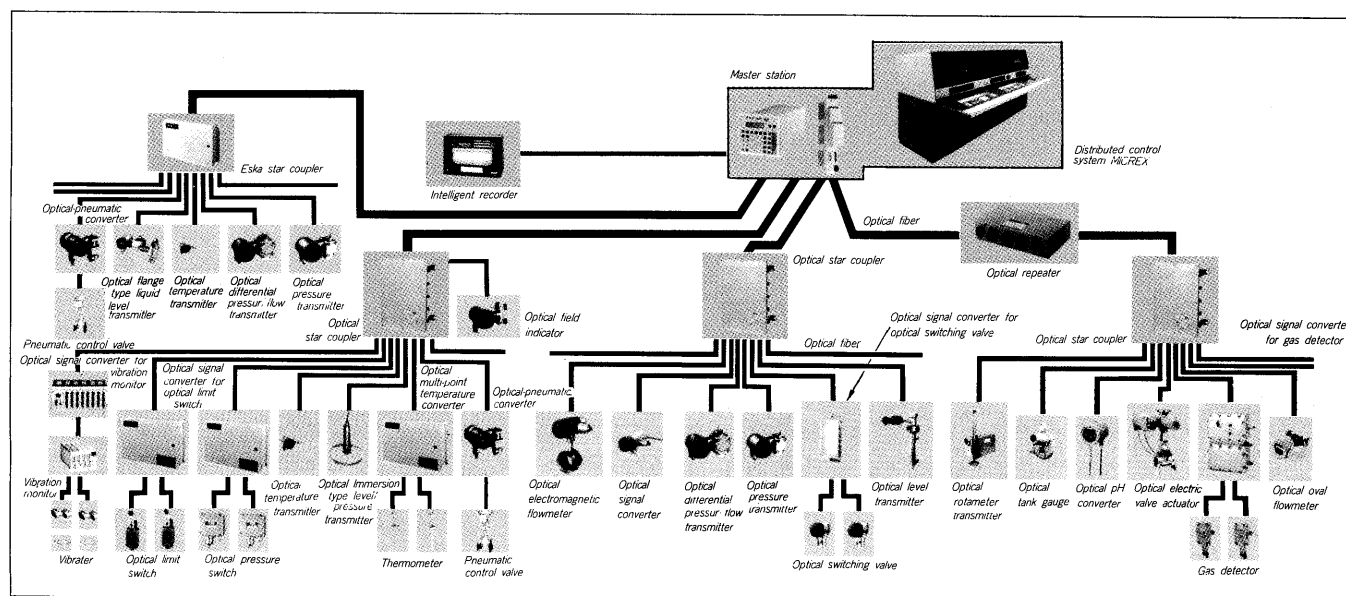 Master station
Distributed control
system MICREX
Intelligent recorder
Eska star coupler
Optical-pneumatic
converter
Optical flange
type liquid
level
transmitler
Optical
temperature
transmitler
Optical
differential
pressur. flow
transmitter
Optical
pressure
transmitter
Pneumatic control valve
Optical fiber
Optical repeater
Optical star coupler
Optical
star coupler
Optical field
indicator
Optical signal converter for
optical switching valve
Optical star coupler
Optical signal converter
for gas detector
Optical fiber
Optical signal converter for
vibration
monitor
Optical signal
converter for
optical limit
switch
Optical
multi-point
temperature
converter
Optical-pneumatic
converter
Vibration
monitor
Optical
temperature
transmitler
Optical Immersion
type level/
pressure
transmitter
Vibrater
Optical limit
switch
Optical pressure
switch
Thermometer
Pneumatic
control valve
Optical
electromagnetic
flowmeter
Optical
signal
converter
Optical
differential
pressur. flow
transmitter
Optical
pressure
transmitter
Optical level
transmitter
Optical switching valve
Optical
rotameter
transmitter
Optical
tank gauge
Optical pH
converter
Optical electric
valve actuator
Optical oval
flowmeter
Gas detector